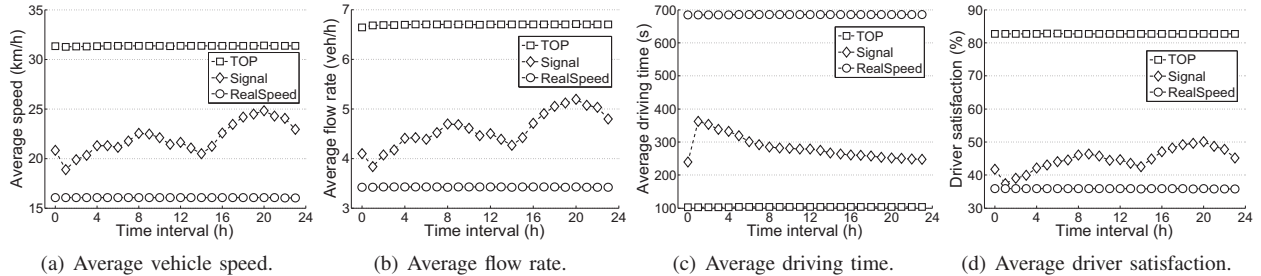 35
30
25
20
15
Average speed (km/h)
0 4 8 12 16 20 24
Time interval (h)
TOP
Signal
RealSpeed
(a) Average vehicle speed.
7
6
5
4
3
Average flow rate (veh/h)
0 4 8 12 16 20 24
Time interval (h)
TOP
Signal
RealSpeed
(b) Average flow rate.
700
600
500
400
300
200
100
Average driving time (s)
0 4 8 12 16 20 24
Time interval (h)
TOP
Signal
RealSpeed
(c) Average driving time.
90
80
70
60
50
40
30
Driver satisfaction (%)
0 4 8 12 16 20 24
Time interval (h)
TOP
Signal
RealSpeed
(d) Average driver satisfaction.